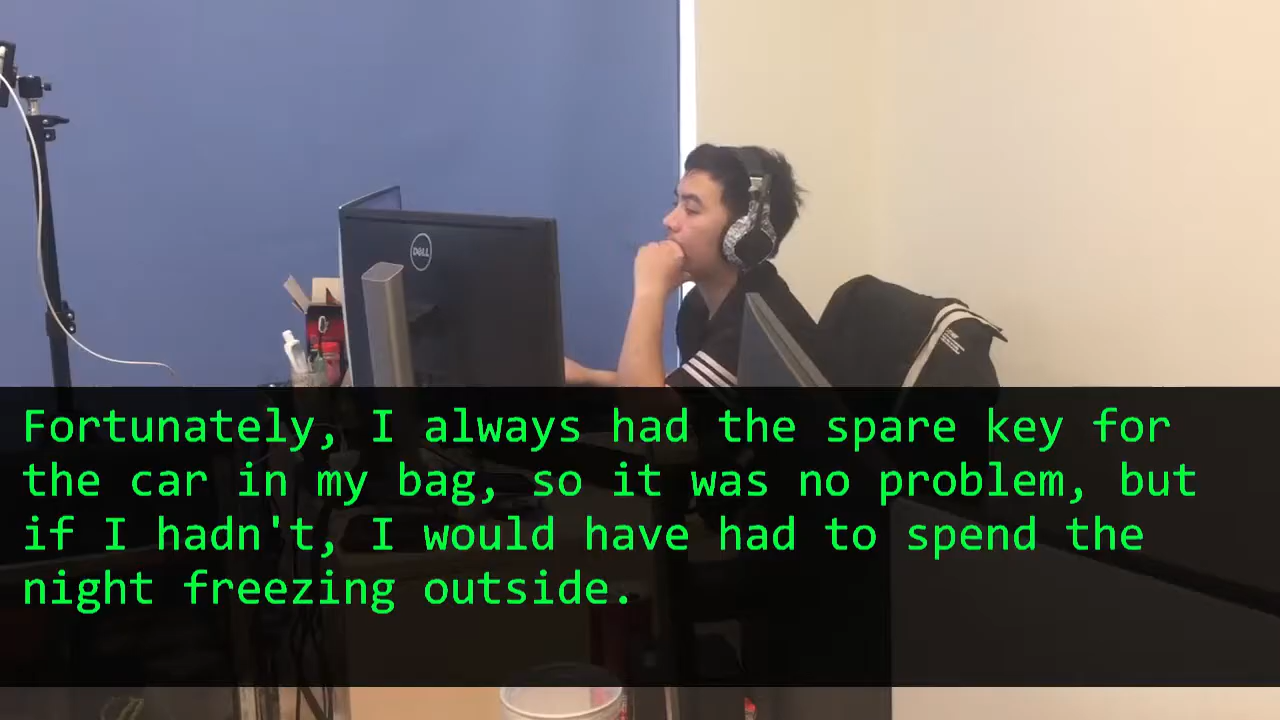 DELL
Fortunately, I always had the spare key for
the car in my bag, so it was no problem, but
if I hadn't, I would have had to spend the
night freezing outside.